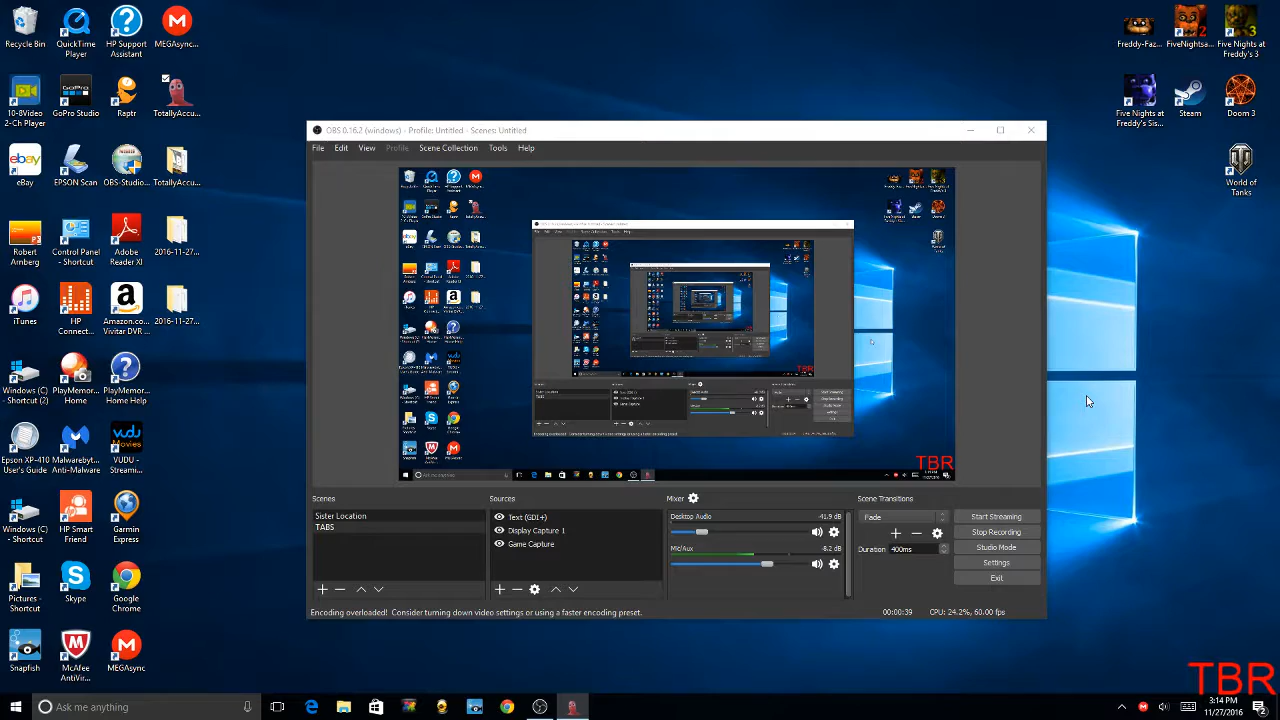 Recycle Bin
QuickTime Player
HP Support Assistant
MEGAsync...
10-8Video 2-Ch Player
GoPro Studio
Raptr
TotallyAccu...
eBay
EPSON Scan
OBS-Studio...
TotallyAccu...
Robert Amberg
Control Panel - Shortcut
Adobe Reader XI
2016-11-27...
iTunes
HP Connect...
Amazon.co... Vivitar DVR ...
2016-11-27...
Windows (C) - Shortcut (2)
PlayMemor... Home
PlayMemor... Home Help
Epson XP-410 User's Guide
Malwarebyt... Anti-Malware
VUDU - Streami...
Windows (C) - Shortcut
HP Smart Friend
Garmin Express
Pictures - Shortcut
Skype
Google Chrome
Snapfish
McAfee AntiVir...
MEGAsync
Freddy-Faz...
FiveNights...
Five Nights at Freddy's 3
Five Nights at Freddy's Sis...
Steam
Doom 3
World of Tanks
OBS 0.16.2 (windows) - Profile: Untitled - Scenes: Untitled
File Edit View Profile Scene Collection Tools Help
TBR
Scenes
Sister Location
TABS
Sources
Text (GDI+)
Display Capture 1
Game Capture
Mixer
Desktop Audio -41.9 dB
Mic/Aux -8.2 dB
Scene Transitions
Fade
Duration 400ms
Start Streaming
Stop Recording
Studio Mode
Settings
Exit
Encoding overloaded! Consider turning down video settings or using a faster encoding preset.
00:00:39
CPU: 24.2%, 60.00 fps
TBR
Ask me anything
3:14 PM
11/27/2016
2